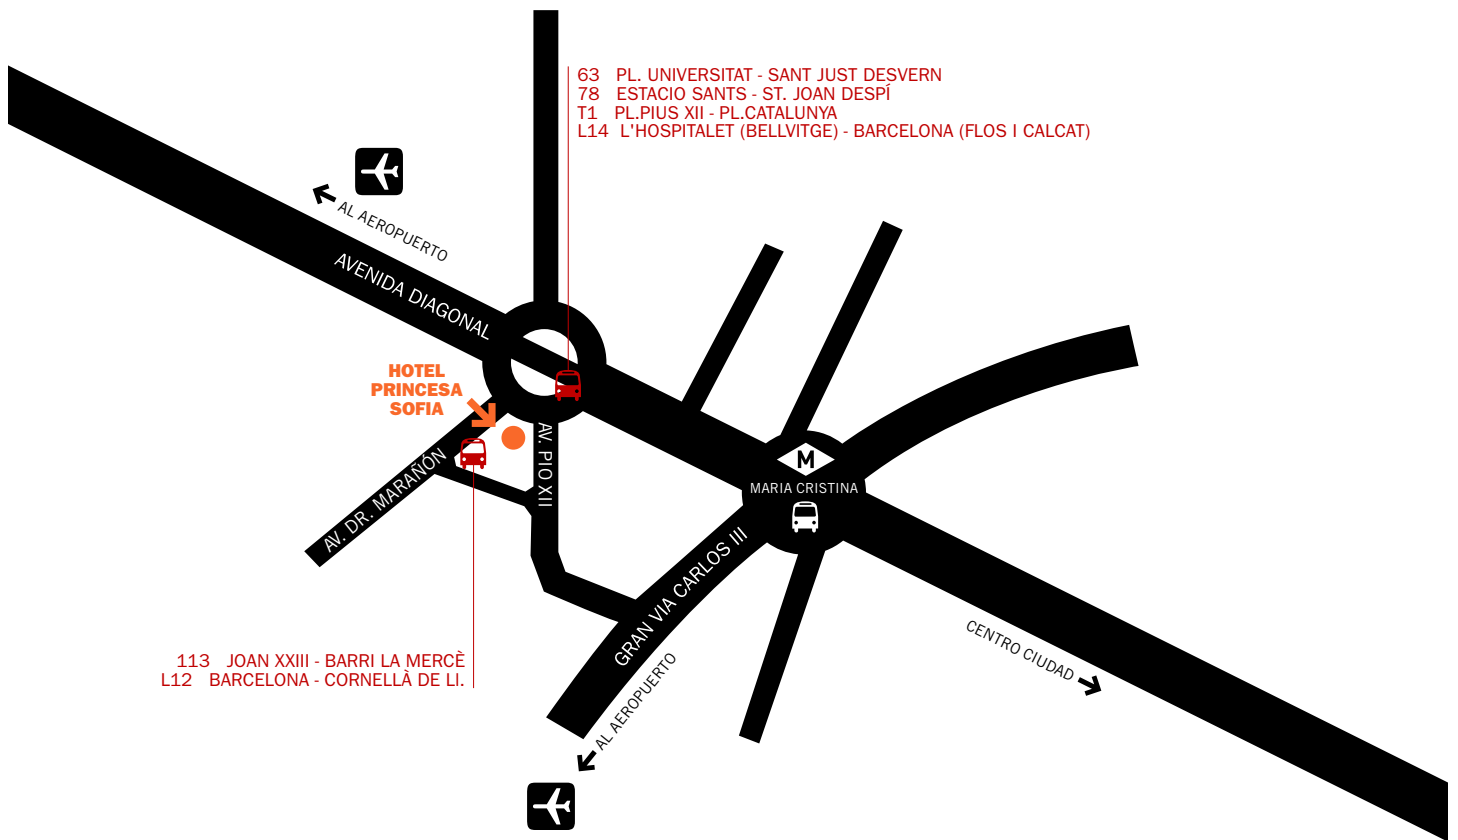 63 PL. UNIVERSITAT - SANT JUST DESVERN
78 ESTACIO SANTS - ST. JOAN DESPÍ
T1 PL.PIUS XII - PL.CATALUNYA
L14 L'HOSPITALET (BELLVITGE) - BARCELONA (FLOS I CALCAT)
AL AEROPUERTO
AVENIDA DIAGONAL
HOTEL
PRINCESA
SOFIA
AV. PIO XII
AV. DR. MARAÑÓN
M
MARIA CRISTINA
GRAN VIA CARLOS III
CENTRO CIUDAD
113 JOAN XXIII - BARRI LA MERCÈ
L12 BARCELONA - CORNELLÀ DE LI.
AL AEROPUERTO